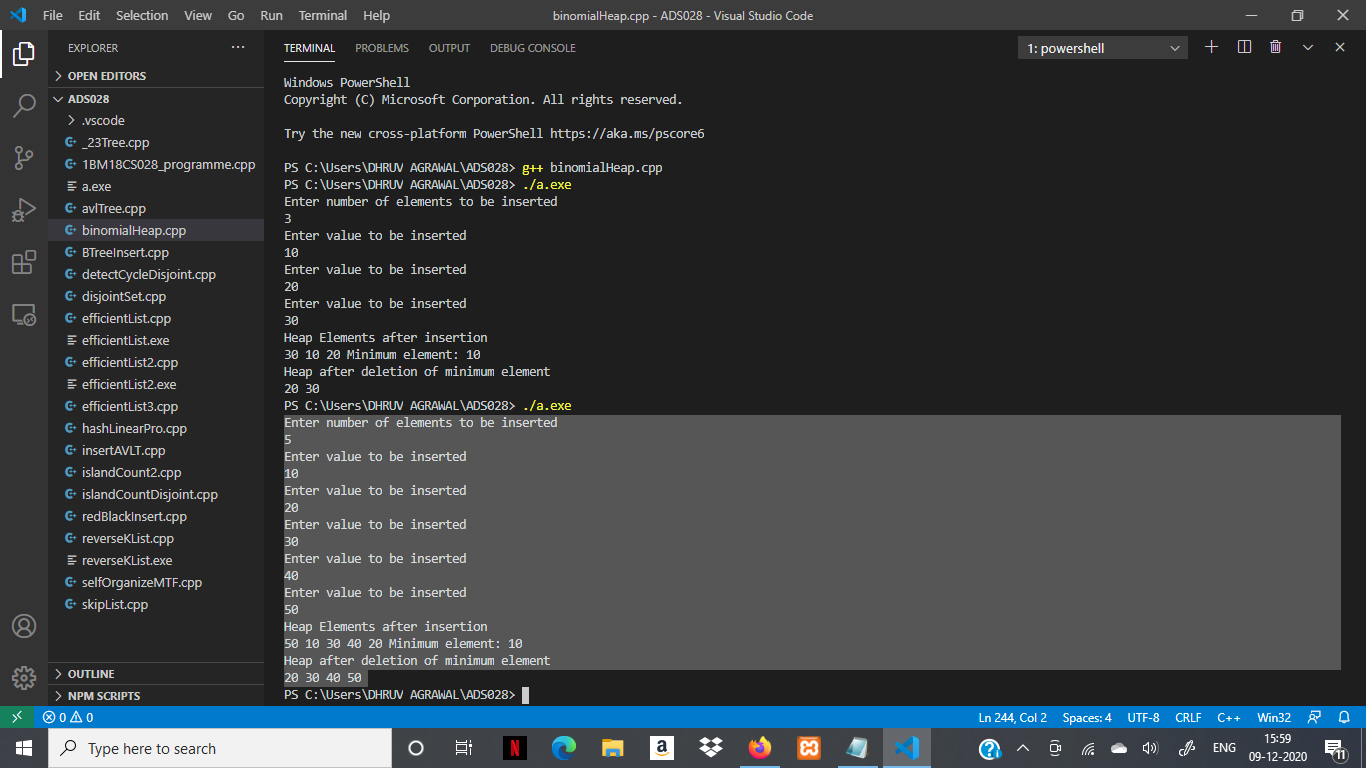 File Edit Selection View Go Run Terminal Help
binomialHeap.cpp - ADS028 - Visual Studio Code
EXPLORER
OPEN EDITORS
ADS028
.vscode
_23Tree.cpp
1BM18CS028_programme.cpp
a.exe
avlTree.cpp
binomialHeap.cpp
BTreeInsert.cpp
detectCycleDisjoint.cpp
disjointSet.cpp
efficientList.cpp
efficientList.exe
efficientList2.cpp
efficientList2.exe
efficientList3.cpp
hashLinearPro.cpp
insertAVLT.cpp
islandCount2.cpp
islandCountDisjoint.cpp
redBlackInsert.cpp
reverseKList.cpp
reverseKList.exe
selfOrganizeMTF.cpp
skipList.cpp
OUTLINE
NPM SCRIPTS
TERMINAL PROBLEMS OUTPUT DEBUG CONSOLE
1: powershell
Windows PowerShell
Copyright (C) Microsoft Corporation. All rights reserved.
Try the new cross-platform PowerShell https://aka.ms/pscore6
PS C:\Users\DHRUV AGRAWAL\ADS028> g++ binomialHeap.cpp
PS C:\Users\DHRUV AGRAWAL\ADS028> ./a.exe
Enter number of elements to be inserted
3
Enter value to be inserted
10
Enter value to be inserted
20
Enter value to be inserted
30
Heap Elements after insertion
30 10 20 Minimum element: 10
Heap after deletion of minimum element
20 30
PS C:\Users\DHRUV AGRAWAL\ADS028> ./a.exe
Enter number of elements to be inserted
5
Enter value to be inserted
10
Enter value to be inserted
20
Enter value to be inserted
30
Enter value to be inserted
40
Enter value to be inserted
50
Heap Elements after insertion
50 10 30 40 20 Minimum element: 10
Heap after deletion of minimum element
20 30 40 50
PS C:\Users\DHRUV AGRAWAL\ADS028>
0 0
Ln 244, Col 2 Spaces: 4 UTF-8 CRLF C++ Win32
Type here to search
N
a
ENG
15:59
09-12-2020
11